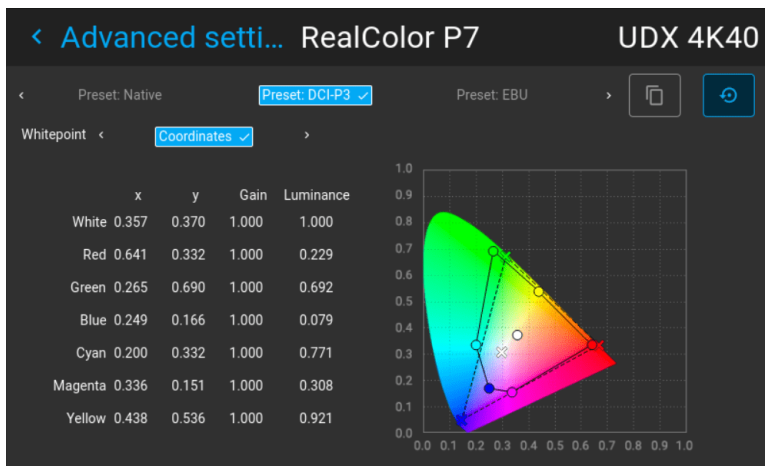 Advanced setti... RealColor P7 UDX 4K40
Preset: Native Preset: DCI-P3 Preset: EBU
Whitepoint Coordinates
x y Gain Luminance
White 0.357 0.370 1.000 1.000
Red 0.641 0.332 1.000 0.229
Green 0.265 0.690 1.000 0.692
Blue 0.249 0.166 1.000 0.079
Cyan 0.200 0.332 1.000 0.771
Magenta 0.336 0.151 1.000 0.308
Yellow 0.438 0.536 1.000 0.921
1.0
0.9
0.8
0.7
0.6
0.5
0.4
0.3
0.2
0.1
0.0
0.0 0.1 0.2 0.3 0.4 0.5 0.6 0.7 0.8 0.9 1.0